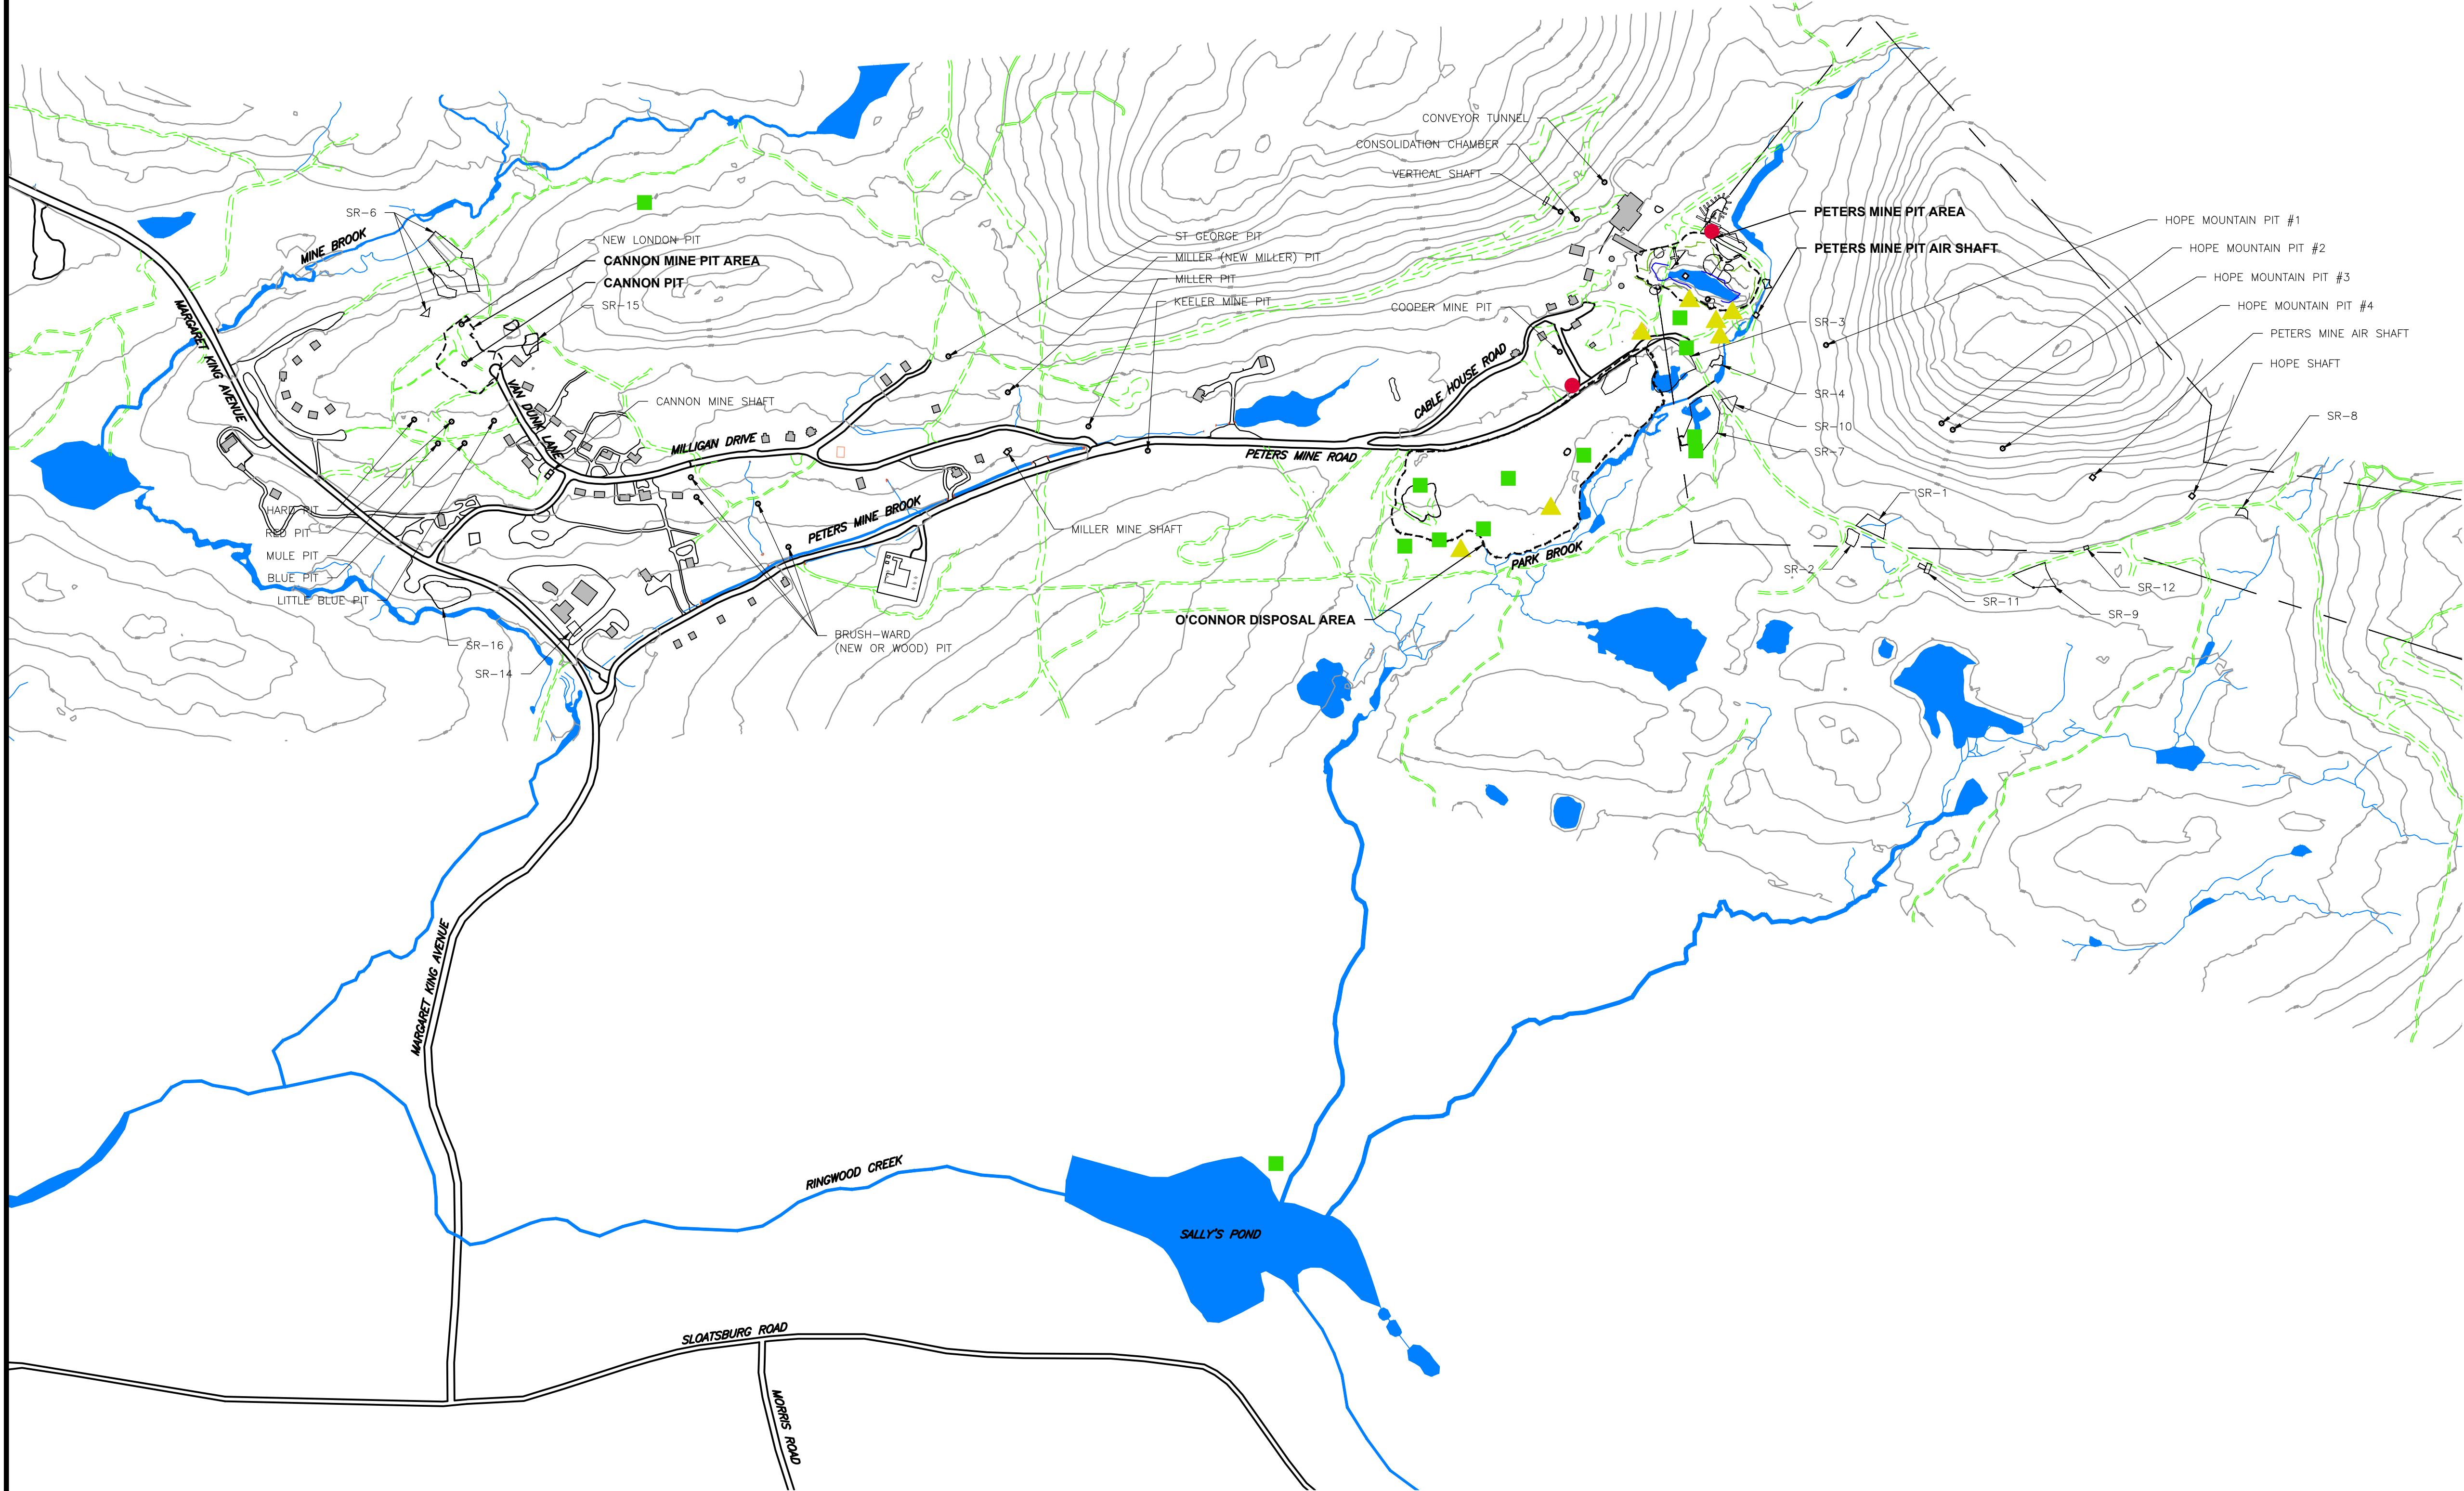 CONVEYOR TUNNEL
CONSOLIDATION CHAMBER
VERTICAL SHAFT
PETERS MINE PIT AREA
PETERS MINE PIT AIR SHAFT
HOPE MOUNTAIN PIT #1
HOPE MOUNTAIN PIT #2
HOPE MOUNTAIN PIT #3
HOPE MOUNTAIN PIT #4
PETERS MINE AIR SHAFT
HOPE SHAFT
SR-8
SR-6
MINE BROOK
NEW LONDON PIT
CANNON MINE PIT AREA
CANNON PIT
SR-15
ST GEORGE PIT
MILLER (NEW MILLER) PIT
MILLER PIT
KEELER MINE PIT
COOPER MINE PIT
SR-3
SR-4
SR-10
SR-7
MARGARET KING AVENUE
VAN DUNK LANE
CANNON MINE SHAFT
MILLIGAN DRIVE
CABLE HOUSE ROAD
PETERS MINE ROAD
PETERS MINE BROOK
MILLER MINE SHAFT
HARD PIT
RED PIT
MULE PIT
BLUE PIT
LITTLE BLUE PIT
SR-16
SR-14
BRUSH-WARD
(NEW OR WOOD) PIT
O'CONNOR DISPOSAL AREA
PARK BROOK
SR-1
SR-2
SR-11
SR-9
SR-12
MARGARET KING AVENUE
RINGWOOD CREEK
SALLY'S POND
SLOATSBURG ROAD
MORRIS ROAD